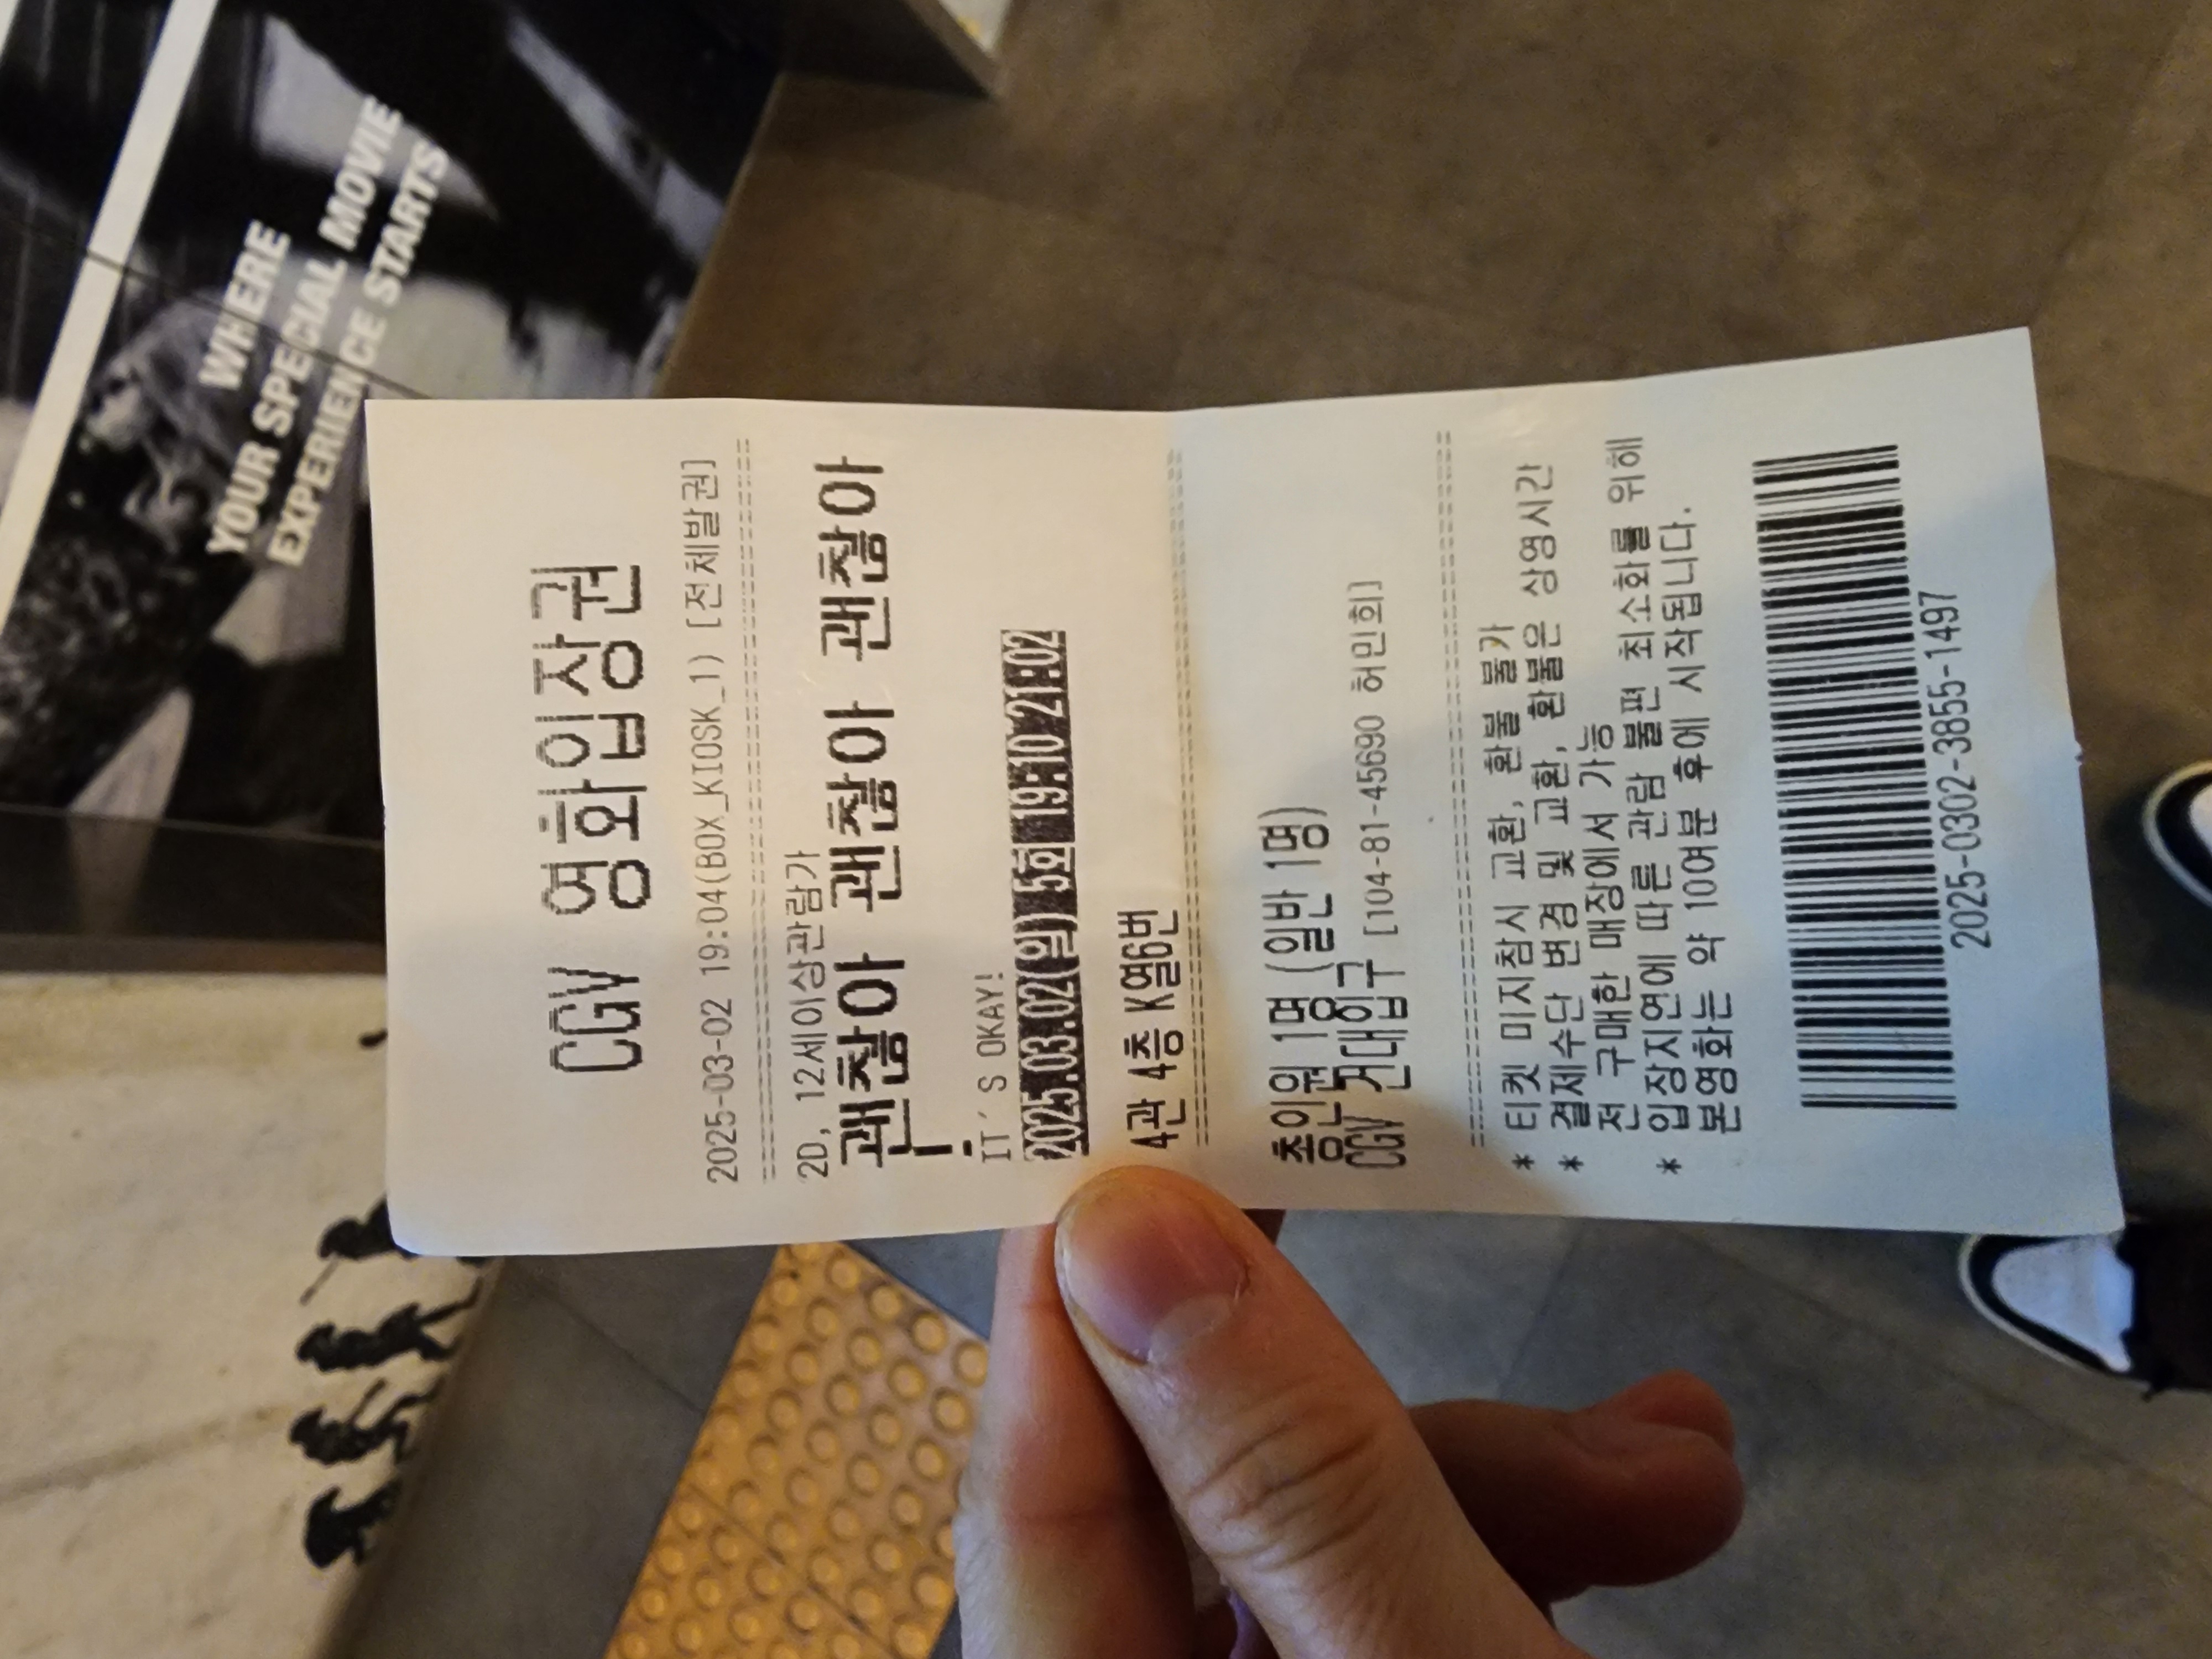 WHERE
YOUR SPECIAL MOVIE
EXPERIENCE STARTS
CGV 영화입장권
2025-03-02 19:04(BOX_KIOSK_1) [전체발권]
2D, 12세이상관람가
괜찮아 괜찮아 괜찮아
!
IT'S OKAY!
2025.03.02(일) 5회 19:10-21:02
4관 4층 K열6번
총인원 1명 (일반 1명)
CGV 건대입구 [104-81-45690 허민회]
* 티켓 미지참시 교환, 환불 불가
* 결제수단 변경 및 교환, 환불은 상영시간
전 구매한 매장에서 가능
* 입장지연에 따른 관람 불편 최소화를 위해
본영화는 약 10여분 후에 시작됩니다.
2025-0302-3855-1497